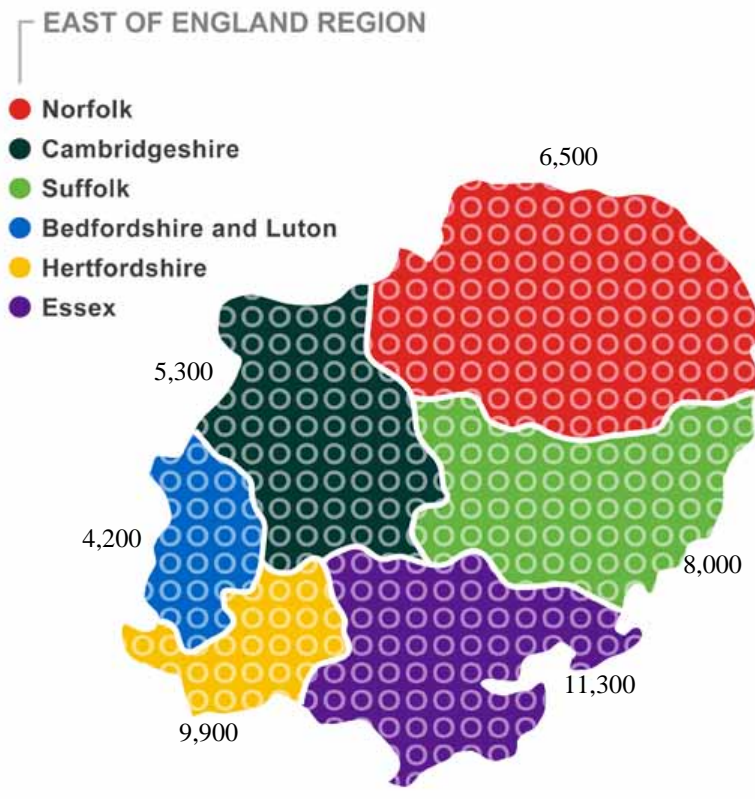 EAST OF ENGLAND REGION
Norfolk
Cambridgeshire
Suffolk
Bedfordshire and Luton
Hertfordshire
Essex
6,500
5,300
4,200
8,000
11,300
9,900